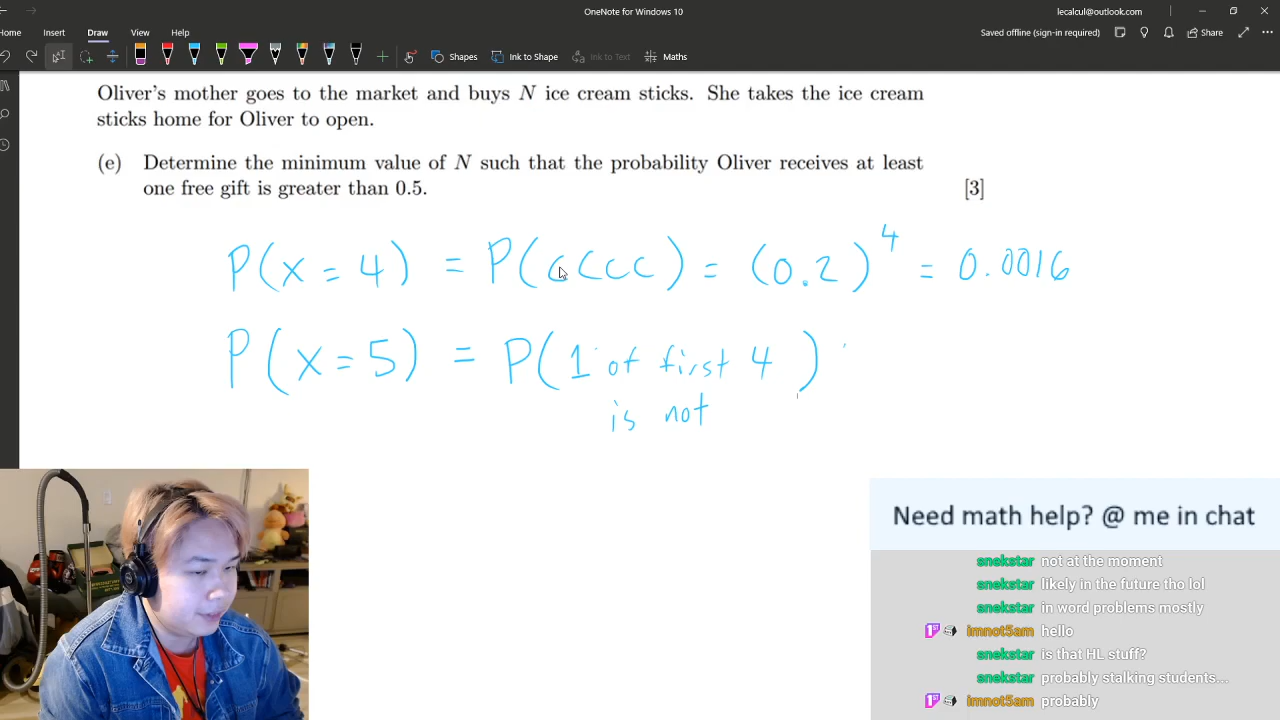 OneNote for Windows 10
lecalcul@outlook.com
Home Insert Draw View Help
Saved offline (sign-in required) Share
Shapes Ink to Shape Ink to Text Maths
Oliver's mother goes to the market and buys N ice cream sticks. She takes the ice cream
sticks home for Oliver to open.
(e) Determine the minimum value of N such that the probability Oliver receives at least
one free gift is greater than 0.5. [3]
P(x = 4) = P(CCCC) = (0.2)^4 = 0.0016
P(x = 5) = P(1 of first 4 ) ·
is not
Need math help? @ me in chat
snekstar not at the moment
snekstar likely in the future tho lol
snekstar in word problems mostly
imnot5am hello
snekstar is that HL stuff?
snekstar probably stalking students...
imnot5am probably